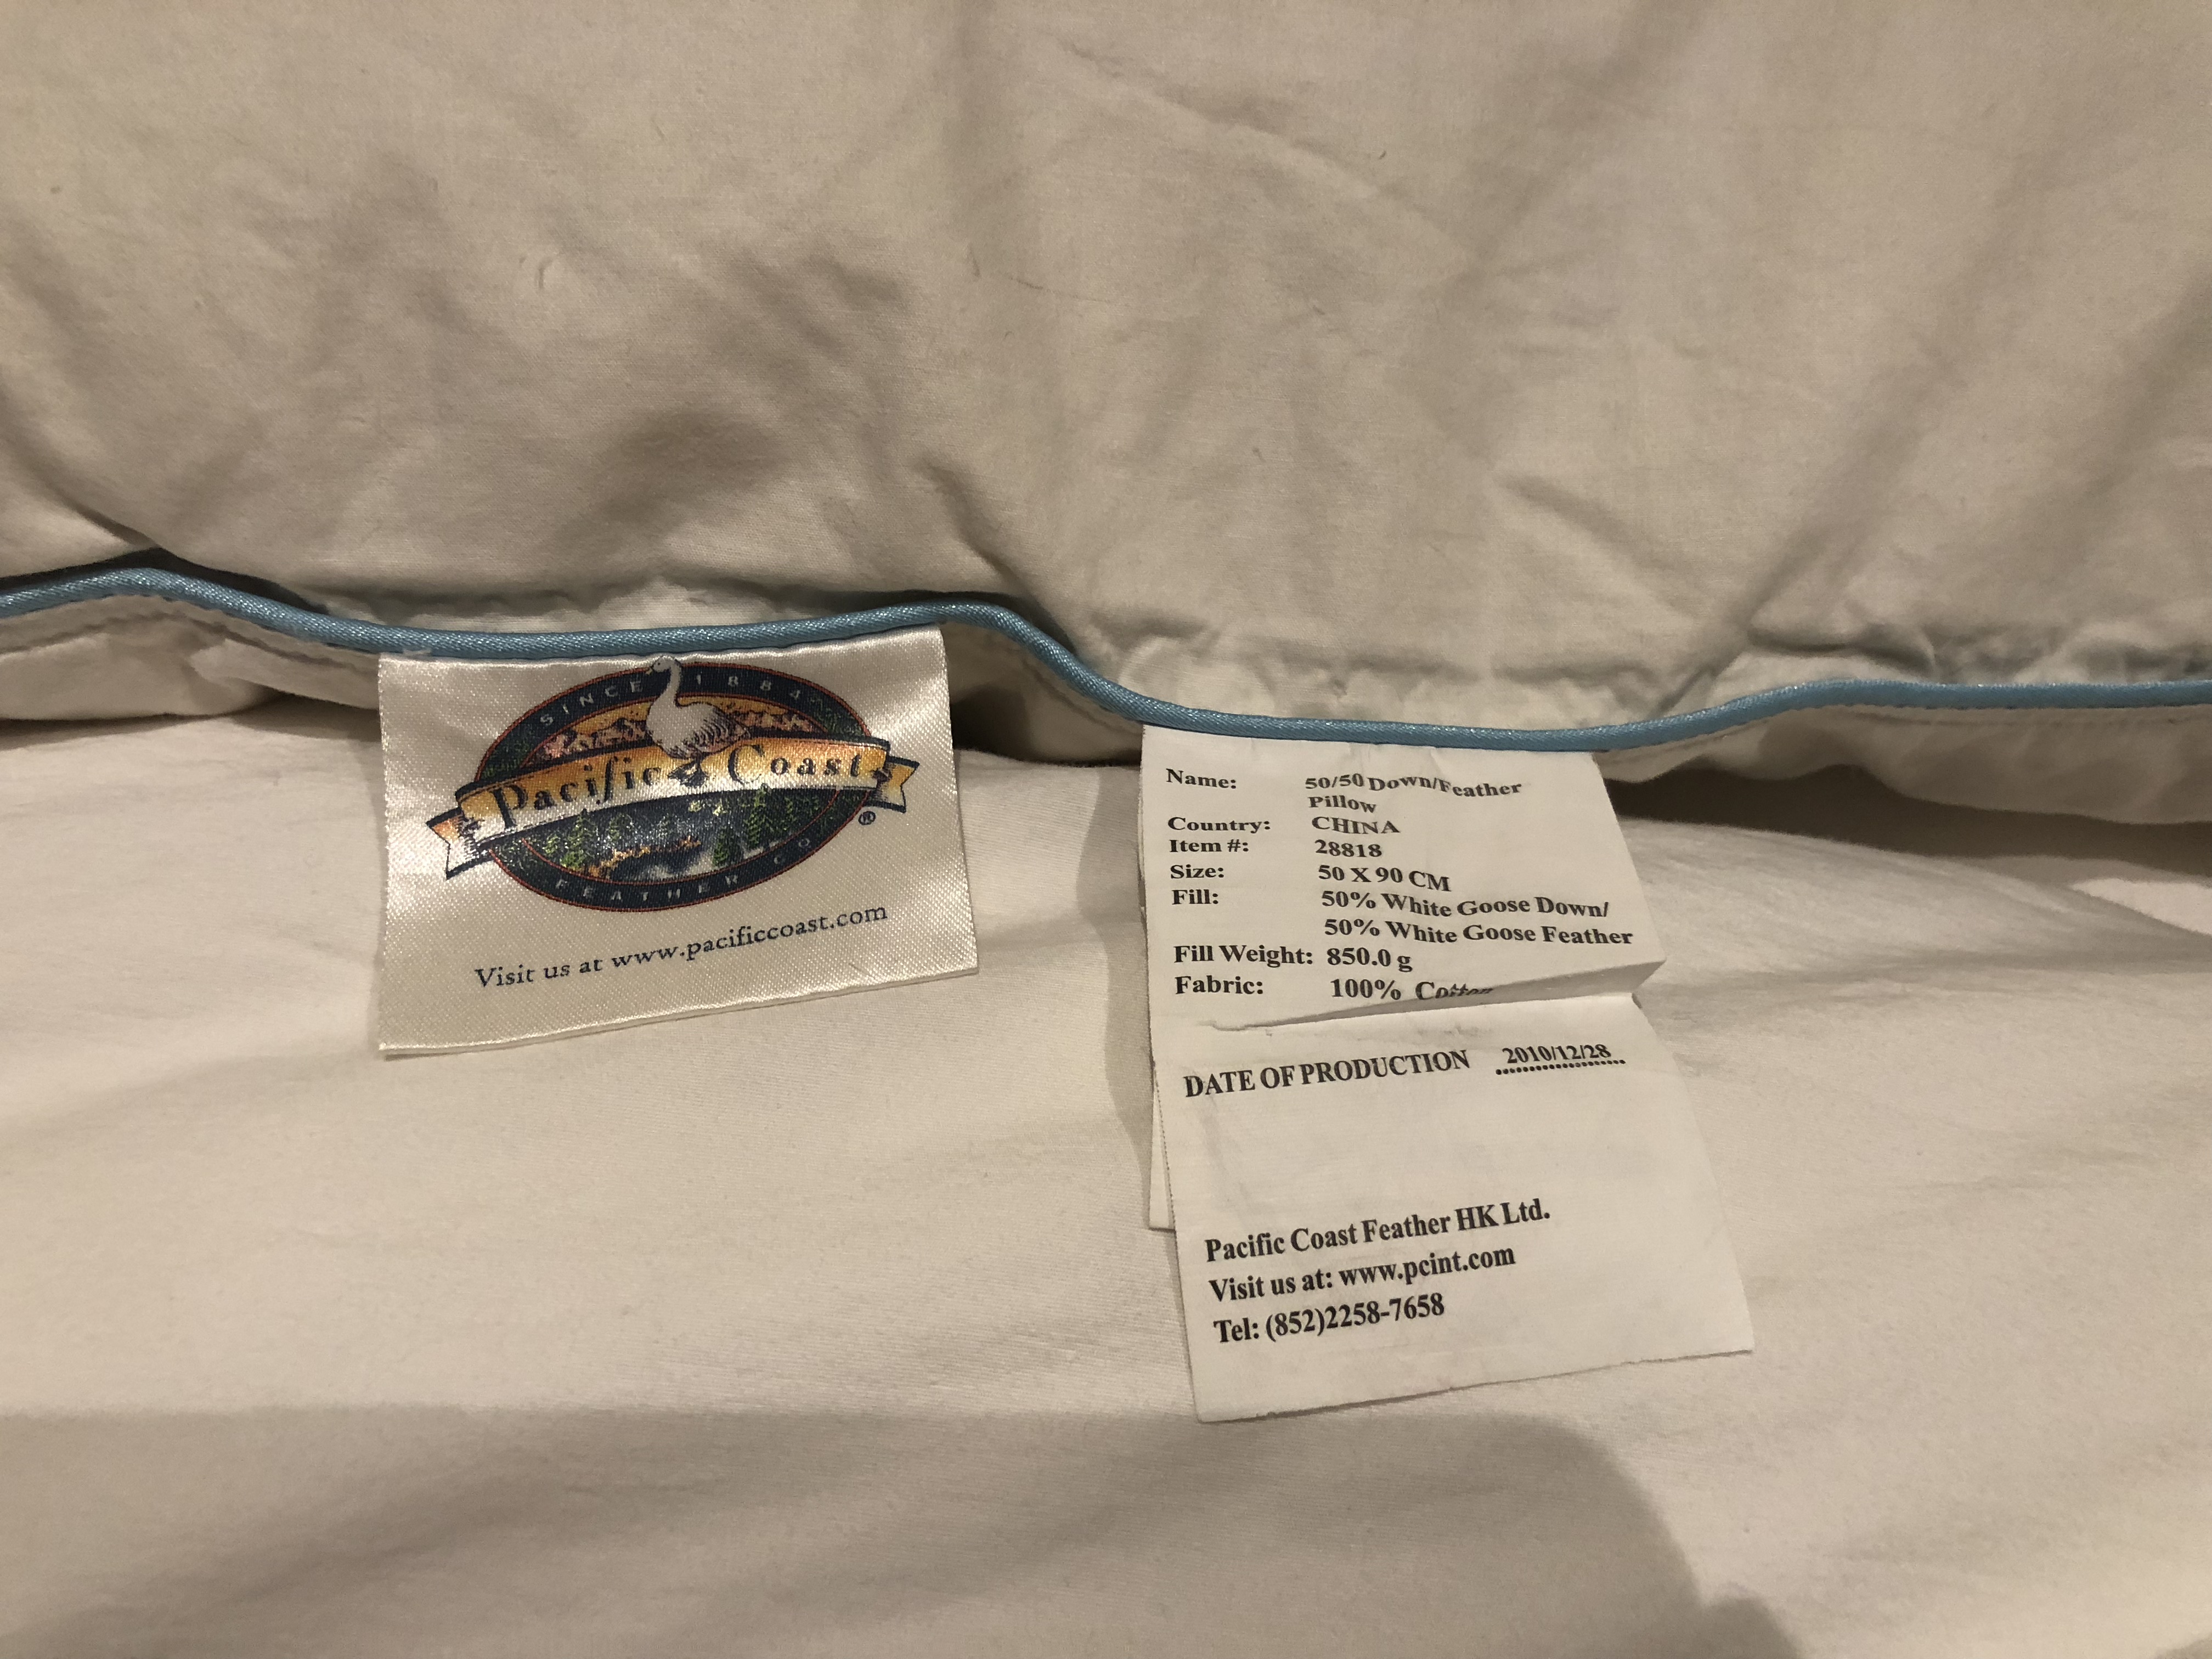 SINCE 1884
Pacific Coast
FEATHER CO
®
Visit us at www.pacificcoast.com
Name: 50/50 Down/Feather
Pillow
Country: CHINA
Item #: 28818
Size: 50 X 90 CM
Fill: 50% White Goose Down/
50% White Goose Feather
Fill Weight: 850.0 g
Fabric: 100% Cotton
DATE OF PRODUCTION 2010/12/28
Pacific Coast Feather HK Ltd.
Visit us at: www.pcint.com
Tel: (852)2258-7658